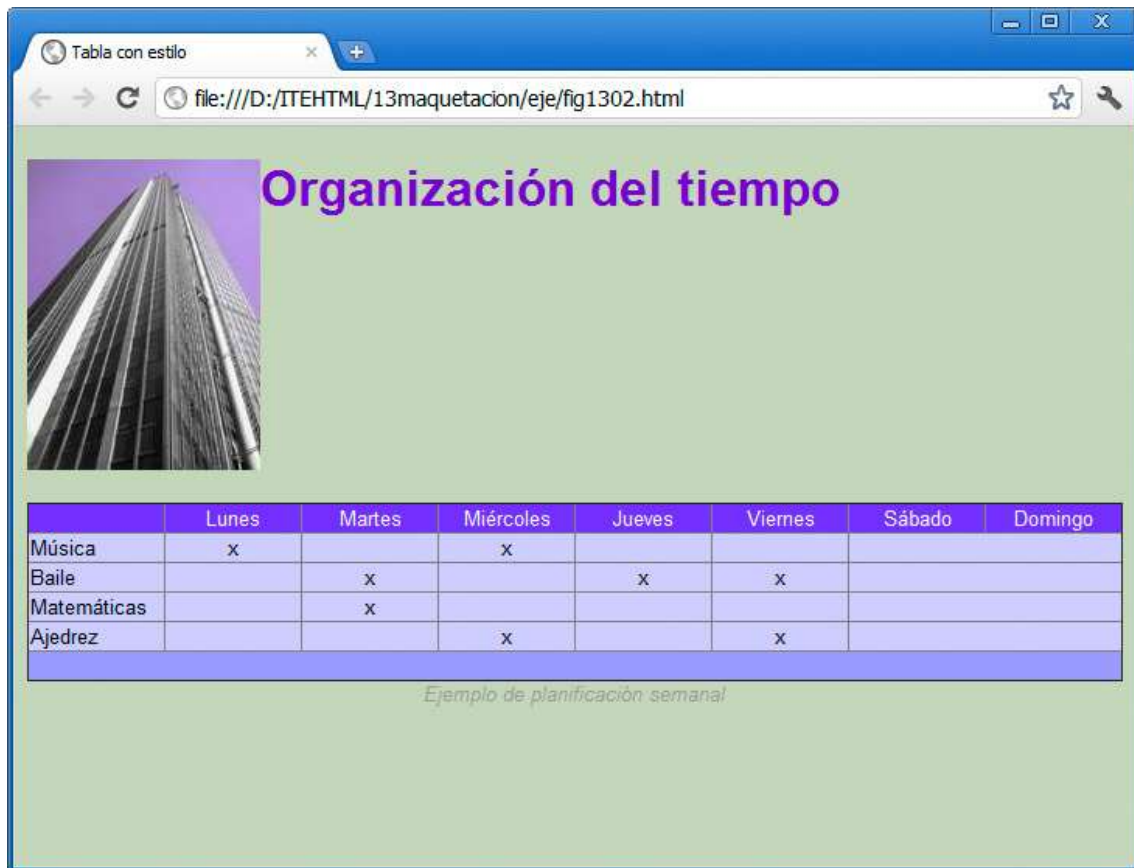 Tabla con estilo
file:///D:/ITEHTML/13maquetacion/eje/fig1302.html
Organización del tiempo
Lunes Martes Miércoles Jueves Viernes Sábado Domingo
Música x x
Baile x x x
Matemáticas x
Ajedrez x x
Ejemplo de planificación semanal